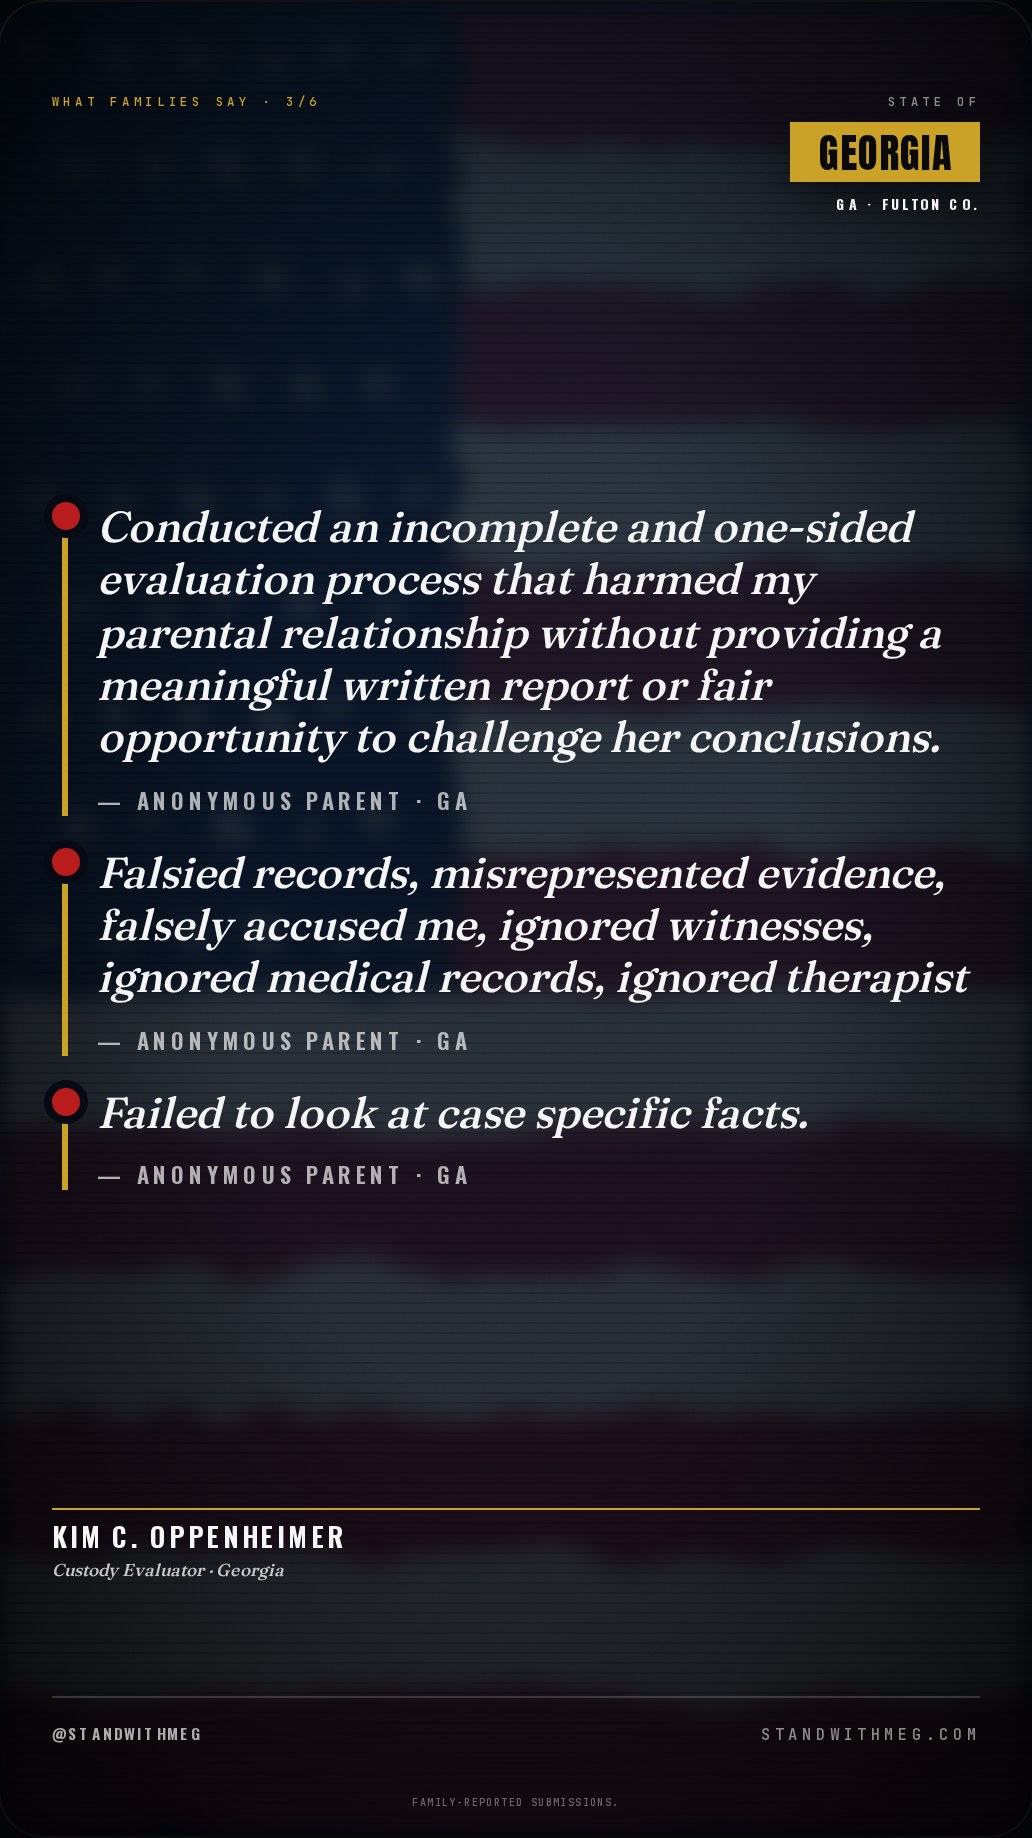 WHAT FAMILIES SAY · 3/6
STATE OF
GEORGIA
GA · FULTON CO.
Conducted an incomplete and one-sided
evaluation process that harmed my
parental relationship without providing a
meaningful written report or fair
opportunity to challenge her conclusions.
— ANONYMOUS PARENT · GA
Falsied records, misrepresented evidence,
falsely accused me, ignored witnesses,
ignored medical records, ignored therapist
— ANONYMOUS PARENT · GA
Failed to look at case specific facts.
— ANONYMOUS PARENT · GA
KIM C. OPPENHEIMER
Custody Evaluator · Georgia
@STANDWITHMEG
STANDWITHMEG.COM
FAMILY-REPORTED SUBMISSIONS.